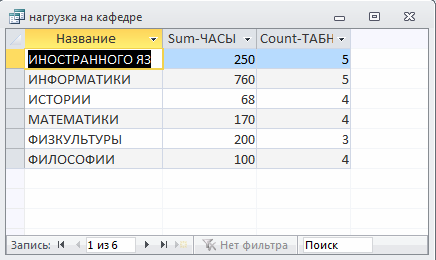 нагрузка на кафедре
Название Sum-ЧАСЫ Count-ТАБН
ИНОСТРАННОГО ЯЗ 250 5
ИНФОРМАТИКИ 760 5
ИСТОРИИ 68 4
МАТЕМАТИКИ 170 4
ФИЗКУЛЬТУРЫ 200 3
ФИЛОСОФИИ 100 4
Запись: 1 из 6 Нет фильтра Поиск